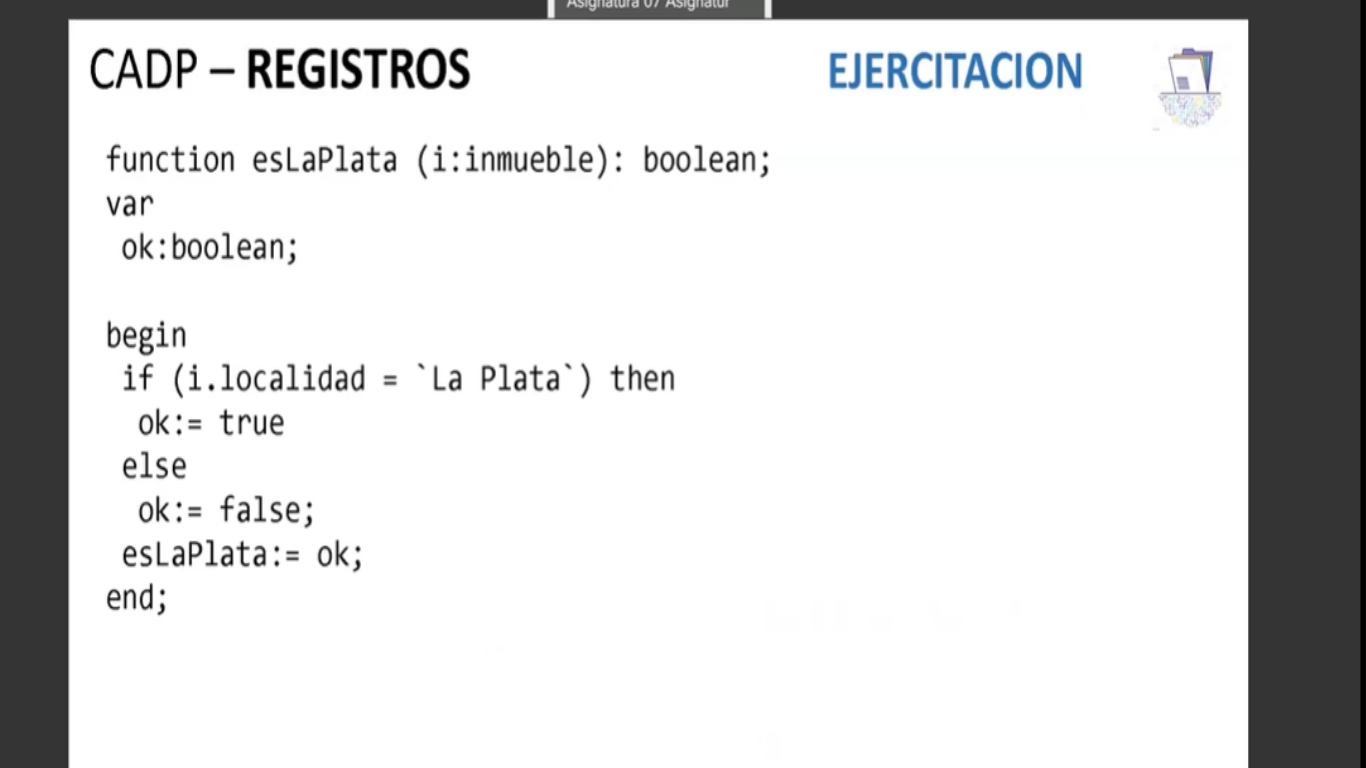 Asignatura 07 Asignatur
CADP – REGISTROS
EJERCITACION
function esLaPlata (i:inmueble): boolean;
var
ok:boolean;
begin
if (i.localidad = `La Plata`) then
ok:= true
else
ok:= false;
esLaPlata:= ok;
end;